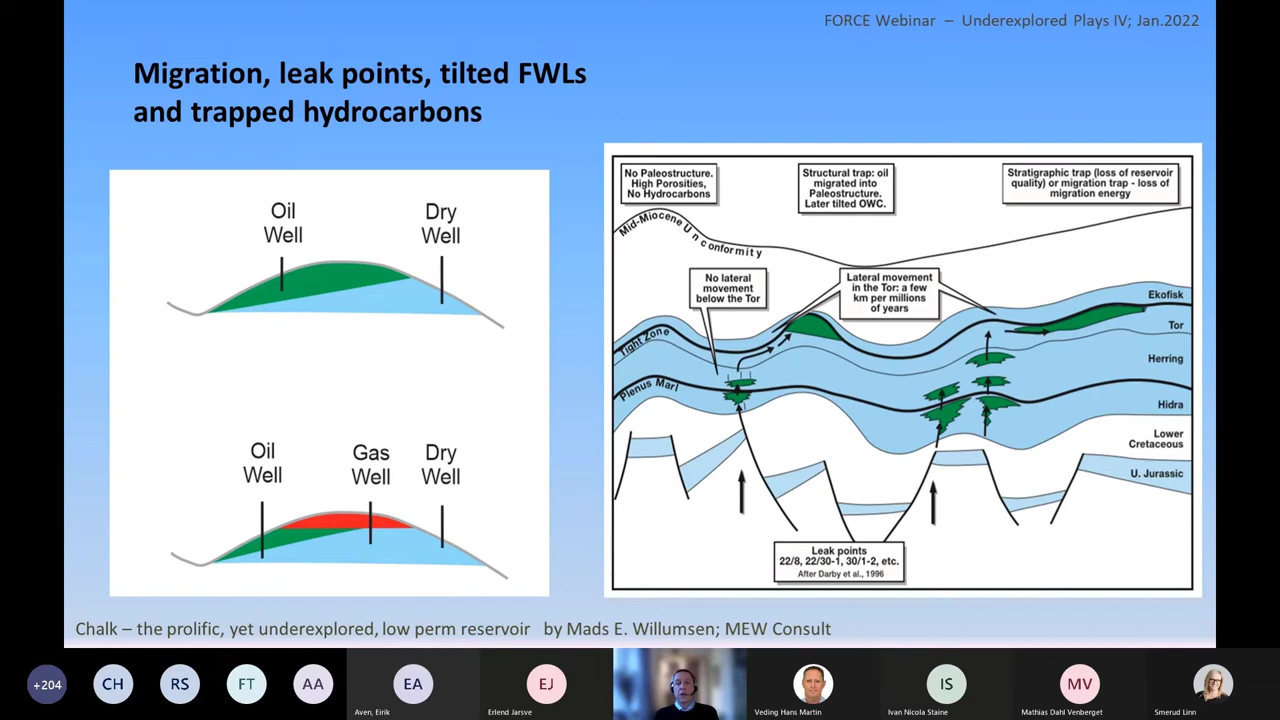 FORCE Webinar – Underexplored Plays IV; Jan.2022
Migration, leak points, tilted FWLs
and trapped hydrocarbons
Oil
Well
Dry
Well
Oil
Well
Gas
Well
Dry
Well
No Paleostructure.
High Porosities,
No Hydrocarbons
Structural trap: oil
migrated into
Paleostructure.
Later tilted OWC.
Stratigraphic trap (loss of reservoir
quality) or migration trap - loss of
migration energy
Mid-Miocene Unconformity
No lateral
movement
below the Tor
Lateral movement
in the Tor: a few
km per millions
of years
Ekofisk
Tight Zone
Tor
Herring
Plenus Marl
Hidra
Lower
Cretaceous
U. Jurassic
Leak points
22/8, 22/30-1, 30/1-2, etc.
After Darby et al., 1996
Chalk – the prolific, yet underexplored, low perm reservoir by Mads E. Willumsen; MEW Consult
+204
CH
RS
FT
AA
EA
EJ
IS
MV
Aven, Eirik
Erlend Jarsve
Veding Hans Martin
Ivan Nicola Staine
Mathias Dahl Venberget
Smerud Linn